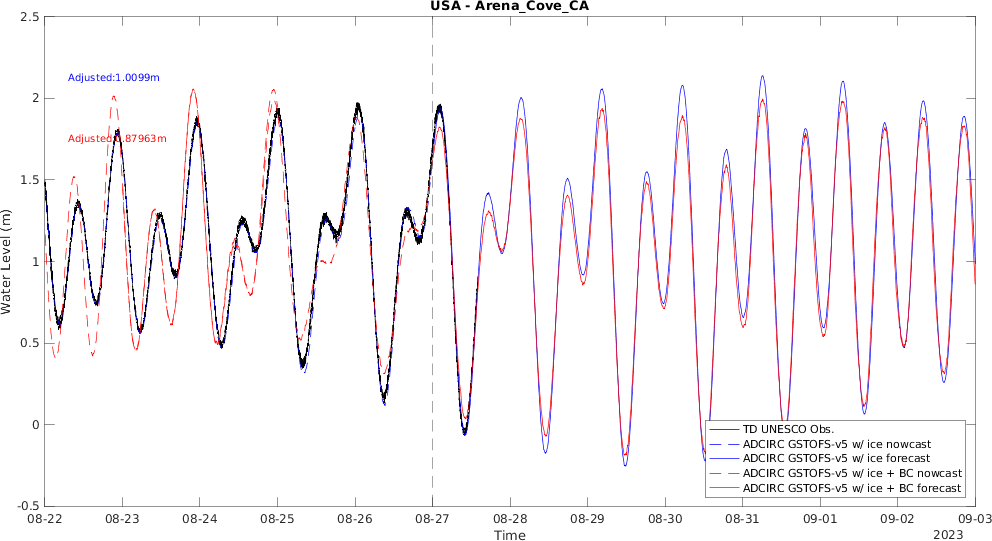 USA - Arena_Cove_CA
2.5
2
1.5
1
0.5
0
-0.5
Water Level (m)
Adjusted:1.0099m
Adjusted:0.87963m
TD UNESCO Obs.
ADCIRC GSTOFS-v5 w/ ice nowcast
ADCIRC GSTOFS-v5 w/ ice forecast
ADCIRC GSTOFS-v5 w/ ice + BC nowcast
ADCIRC GSTOFS-v5 w/ ice + BC forecast
08-22 08-23 08-24 08-25 08-26 08-27 08-28 08-29 08-30 08-31 09-01 09-02 09-03
Time
2023